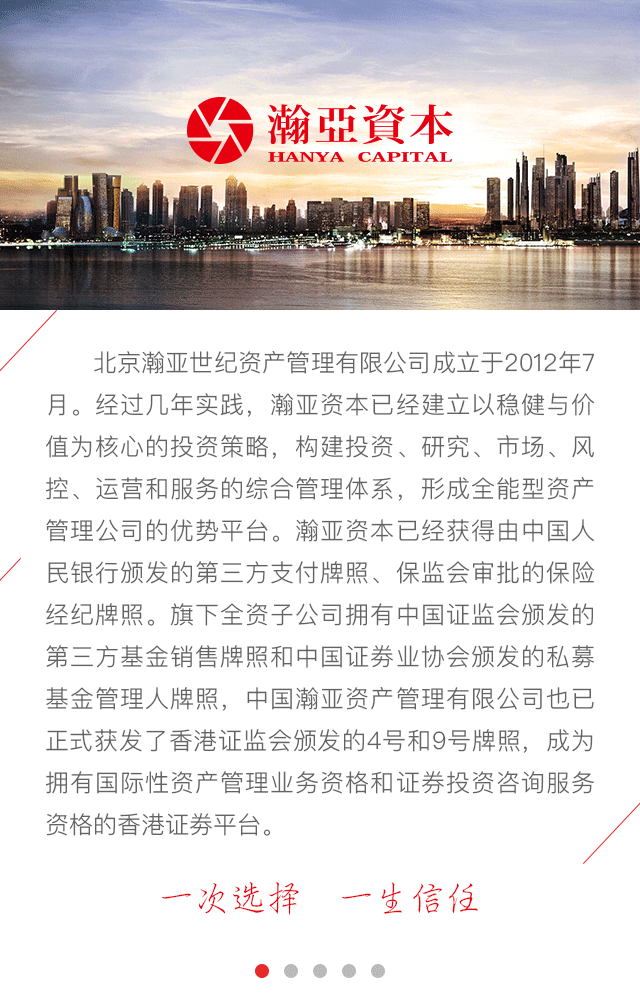 瀚亞資本
HANYA CAPITAL
北京瀚亚世纪资产管理有限公司成立于2012年7
月。经过几年实践，瀚亚资本已经建立以稳健与价
值为核心的投资策略，构建投资、研究、市场、风
控、运营和服务的综合管理体系，形成全能型资产
管理公司的优势平台。瀚亚资本已经获得由中国人
民银行颁发的第三方支付牌照、保监会审批的保险
经纪牌照。旗下全资子公司拥有中国证监会颁发的
第三方基金销售牌照和中国证券业协会颁发的私募
基金管理人牌照，中国瀚亚资产管理有限公司也已
正式获发了香港证监会颁发的4号和9号牌照，成为
拥有国际性资产管理业务资格和证券投资咨询服务
资格的香港证券平台。
一次选择 一生信任